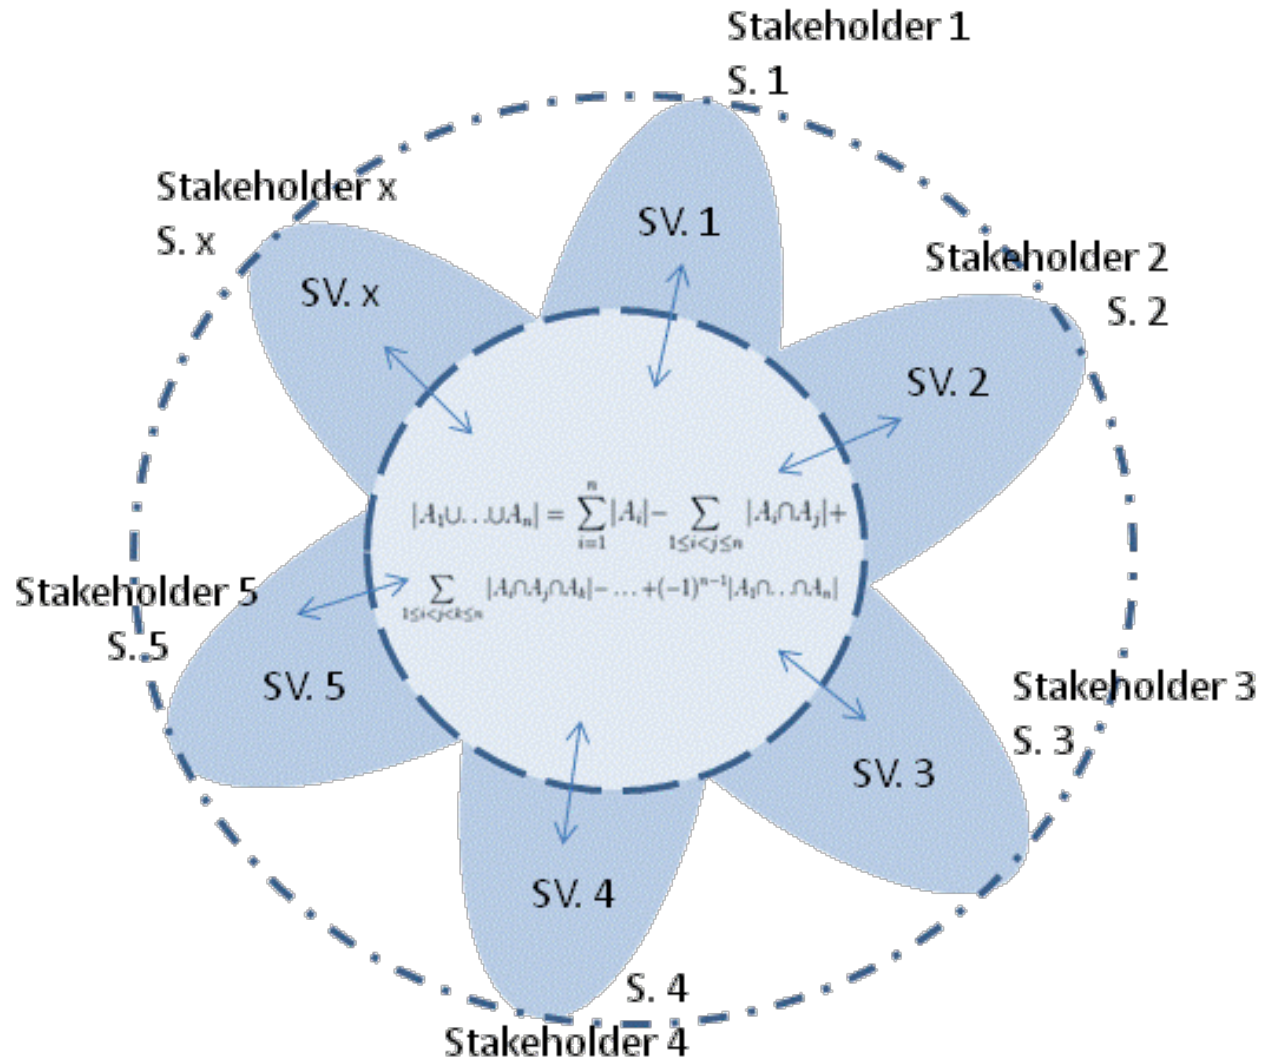 Stakeholder 1
S. 1
Stakeholder x
S. x
SV. 1
Stakeholder 2
S. 2
SV. x
SV. 2
|A₁∪…∪Aₙ| = ∑ᵢ₌₁ⁿ |Aᵢ|− ∑₁≤ᵢ<ⱼ≤ₙ |Aᵢ∩Aⱼ|+
∑₁≤ᵢ<ⱼ<ₖ≤ₙ |Aᵢ∩Aⱼ∩Aₖ|− … +(−1)ⁿ⁻¹|A₁∩…∩Aₙ|
Stakeholder 5
S. 5
SV. 5
Stakeholder 3
S. 3
SV. 3
SV. 4
S. 4
Stakeholder 4